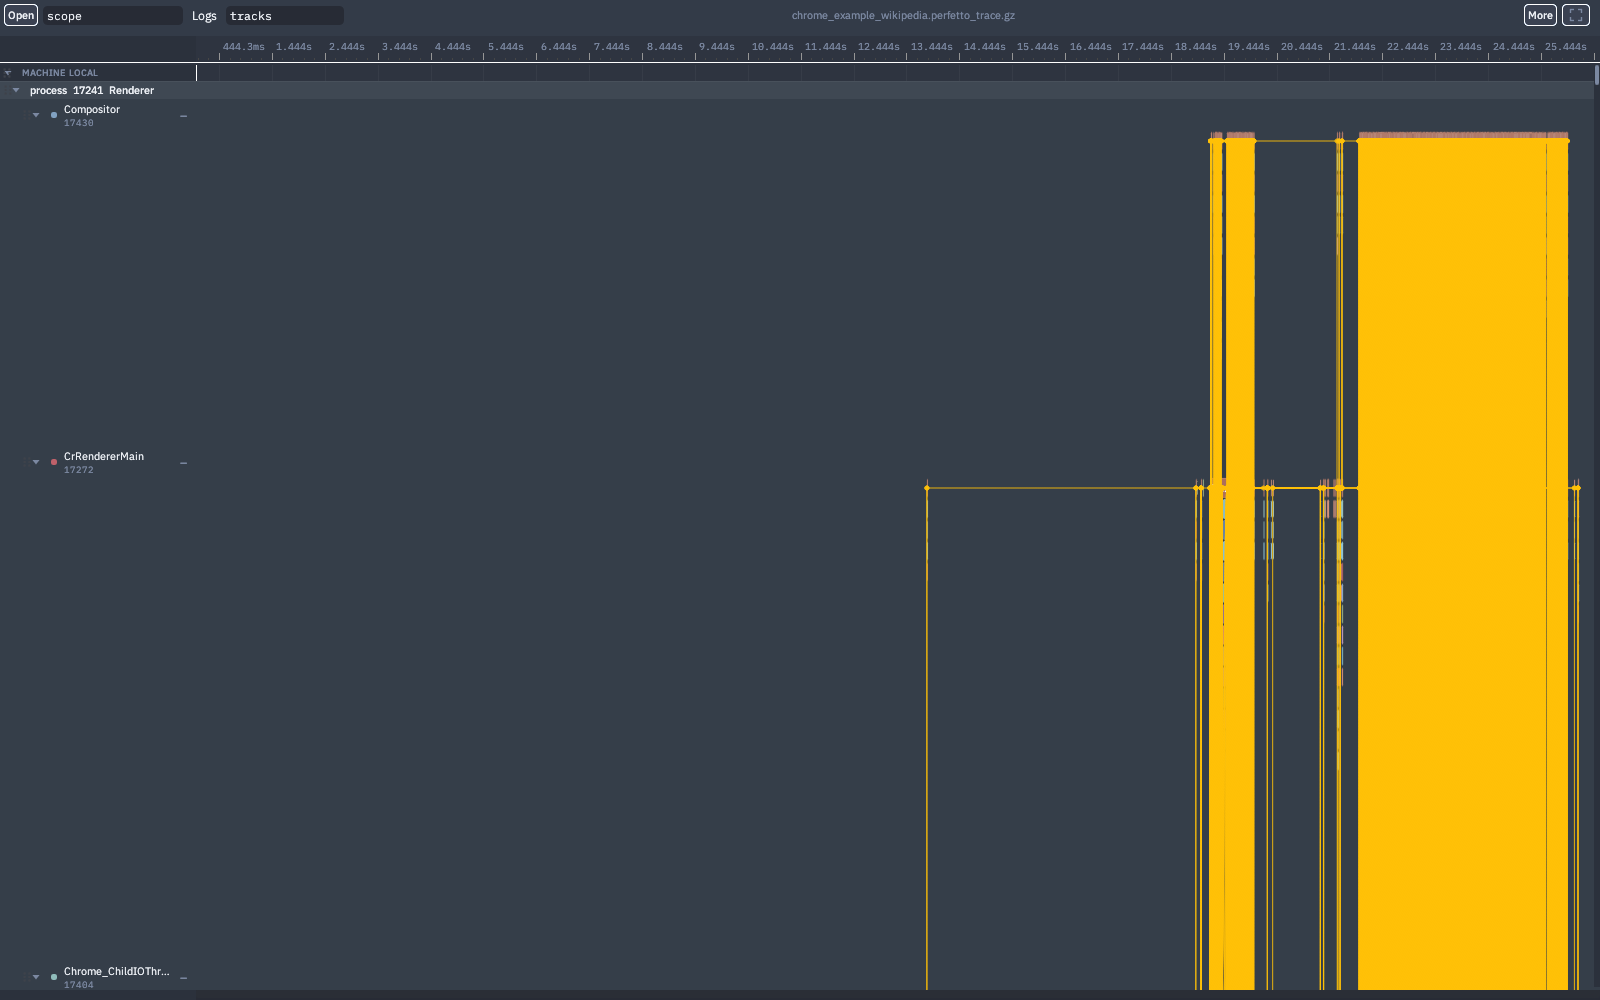 Open scope Logs tracks chrome_example_wikipedia.perfetto_trace.gz More
444.3ms 1.444s 2.444s 3.444s 4.444s 5.444s 6.444s 7.444s 8.444s 9.444s 10.444s 11.444s 12.444s 13.444s 14.444s 15.444s 16.444s 17.444s 18.444s 19.444s 20.444s 21.444s 22.444s 23.444s 24.444s 25.444s
MACHINE LOCAL
process 17241 Renderer
Compositor
17430
CrRendererMain
17272
Chrome_ChildIOThr...
17404